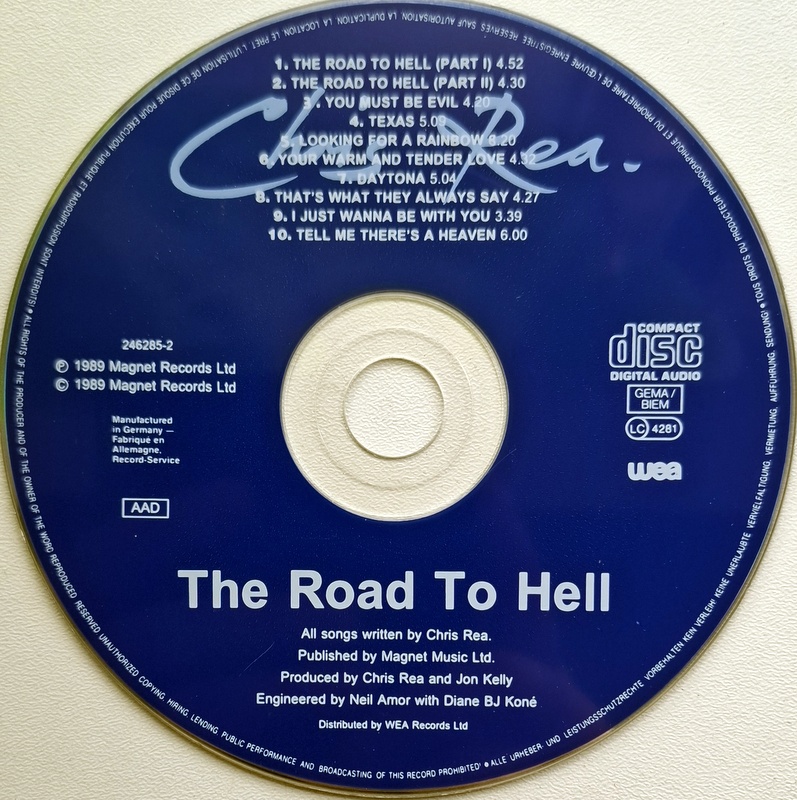 1. THE ROAD TO HELL (PART I) 4.52
2. THE ROAD TO HELL (PART II) 4.30
3. YOU MUST BE EVIL 4.20
4. TEXAS 5.09
5. LOOKING FOR A RAINBOW 8.20
6. YOUR WARM AND TENDER LOVE 4.32
7. DAYTONA 5.04
8. THAT'S WHAT THEY ALWAYS SAY 4.27
9. I JUST WANNA BE WITH YOU 3.39
10. TELL ME THERE'S A HEAVEN 6.00
Chris Rea.
246285-2
℗ 1989 Magnet Records Ltd
© 1989 Magnet Records Ltd
Manufactured
in Germany —
Fabriqué en
Allemagne,
Record-Service
AAD
COMPACT
disc
DIGITAL AUDIO
GEMA/
BIEM
LC 4281
wea
The Road To Hell
All songs written by Chris Rea.
Published by Magnet Music Ltd.
Produced by Chris Rea and Jon Kelly
Engineered by Neil Amor with Diane BJ Koné
Distributed by WEA Records Ltd
• ALL RIGHTS OF THE PRODUCER AND OF THE OWNER OF THE WORD REPRODUCED RESERVED. UNAUTHORIZED COPYING, HIRING, LENDING, PUBLIC PERFORMANCE AND BROADCASTING OF THIS RECORD PROHIBITED! • ALLE URHEBER- UND LEISTUNGSSCHUTZRECHTE VORBEHALTEN KEIN VERLEIH! KEINE UNERLAUBTE VERVIELFÄLTIGUNG, VERMIETUNG, AUFFÜHRUNG, SENDUNG! • TOUS DROITS DU PRODUCTEUR PHONOGRAPHIQUE ET DU PROPRIETAIRE DE L'ŒUVRE ENREGISTREE RESERVES. SAUF AUTORISATION LA DUPLICATION, LA LOCATION, LE PRET, L'UTILISATION DE CE DISQUE POUR EXECUTION PUBLIQUE ET RADIODIFFUSION SONT INTERDITS!